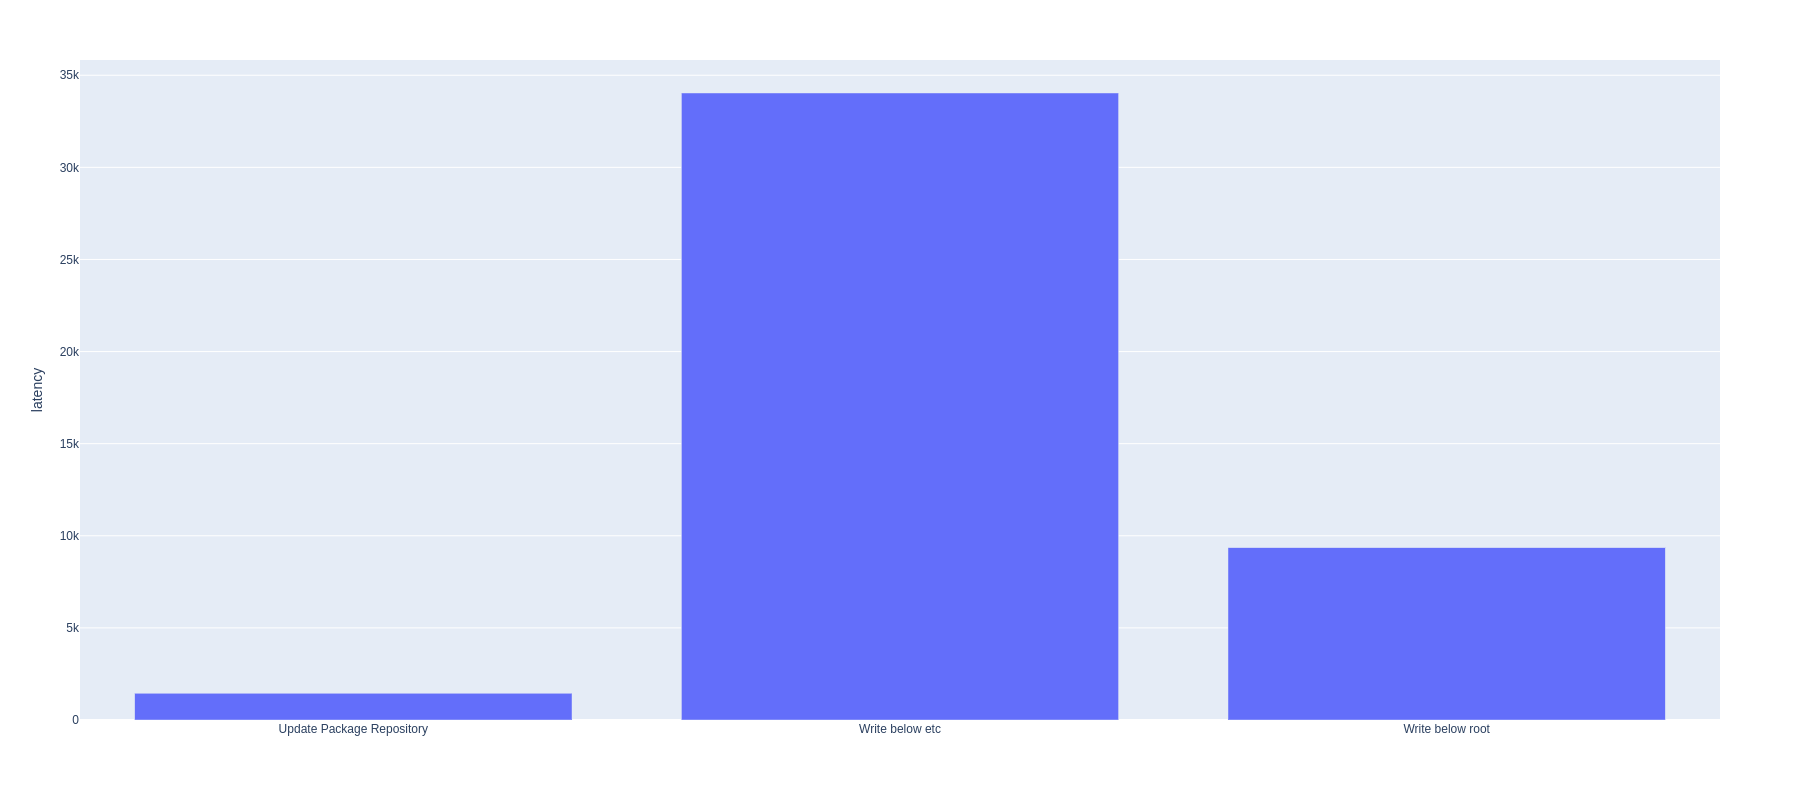 35k
30k
25k
20k
15k
10k
5k
0
latency
Update Package Repository
Write below etc
Write below root